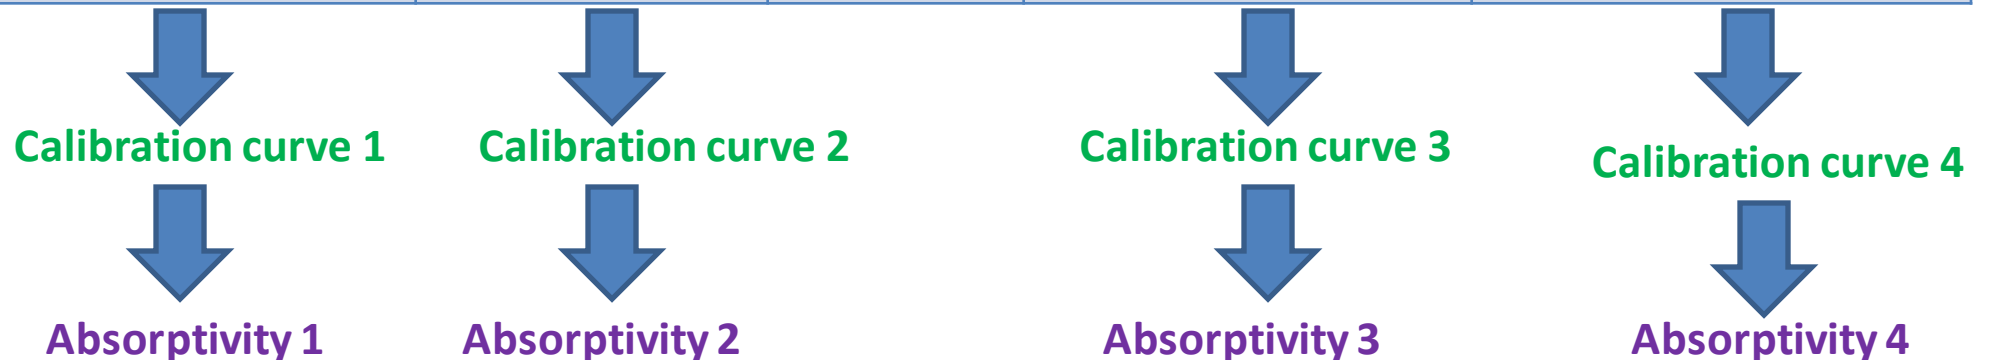 Calibration curve 1
Calibration curve 2
Calibration curve 3
Calibration curve 4
Absorptivity 1
Absorptivity 2
Absorptivity 3
Absorptivity 4